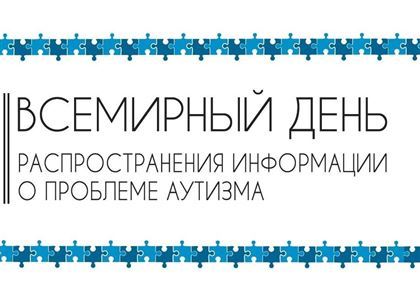 ВСЕМИРНЫЙ ДЕНЬ
РАСПРОСТРАНЕНИЯ ИНФОРМАЦИИ
О ПРОБЛЕМЕ АУТИЗМА